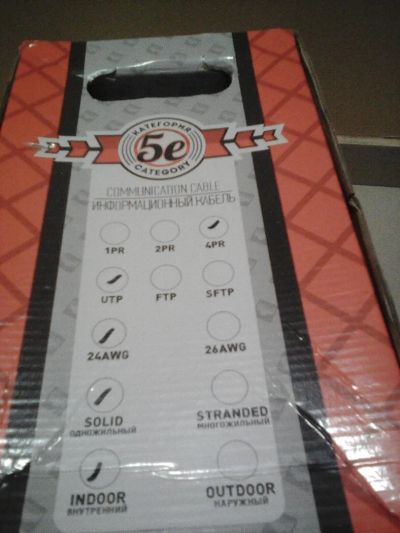 КАТЕГОРИЯ
5e
CATEGORY
COMMUNICATION CABLE
ИНФОРМАЦИОННЫЙ КАБЕЛЬ
1PR 2PR 4PR
UTP FTP SFTP
24AWG 26AWG
SOLID STRANDED
ОДНОЖИЛЬНЫЙ МНОГОЖИЛЬНЫЙ
INDOOR OUTDOOR
ВНУТРЕННИЙ НАРУЖНЫЙ